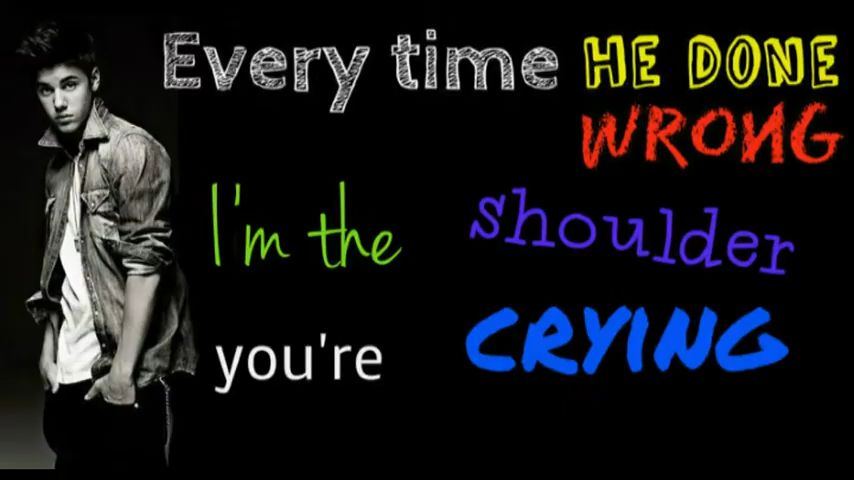 Every time HE DONE
WRONG
I'm the shoulder
you're CRYING